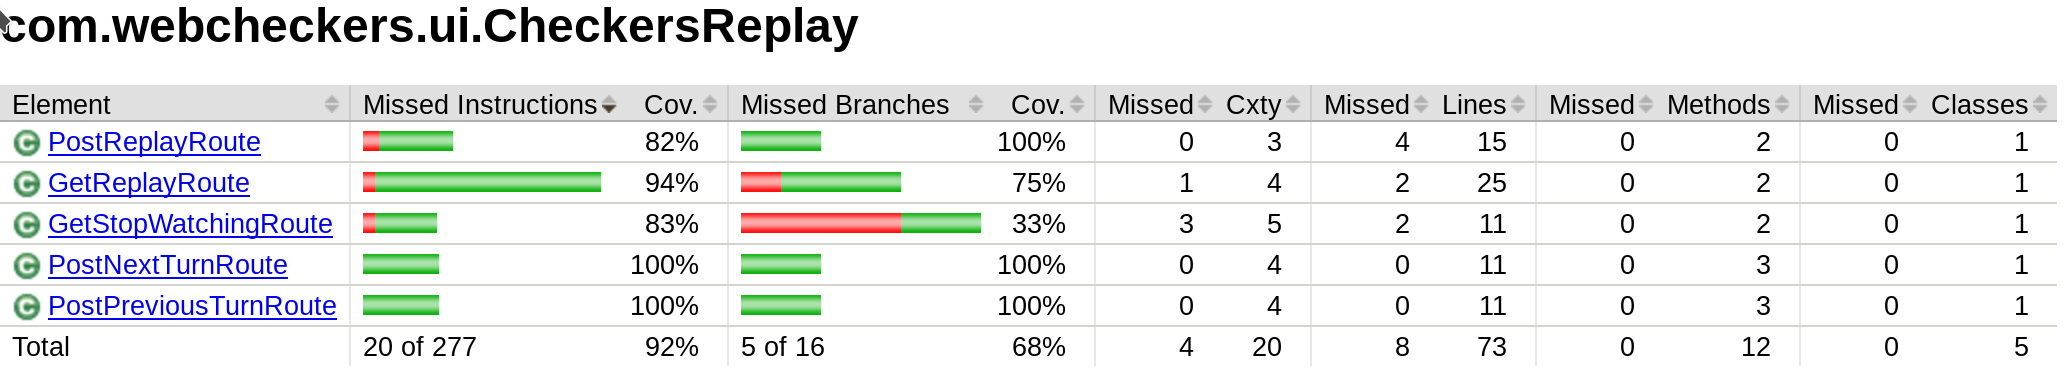 com.webcheckers.ui.CheckersReplay
Element Missed Instructions Cov. Missed Branches Cov. Missed Cxty Missed Lines Missed Methods Missed Classes
C PostReplayRoute 82% 100% 0 3 4 15 0 2 0 1
C GetReplayRoute 94% 75% 1 4 2 25 0 2 0 1
C GetStopWatchingRoute 83% 33% 3 5 2 11 0 2 0 1
C PostNextTurnRoute 100% 100% 0 4 0 11 0 3 0 1
C PostPreviousTurnRoute 100% 100% 0 4 0 11 0 3 0 1
Total 20 of 277 92% 5 of 16 68% 4 20 8 73 0 12 0 5